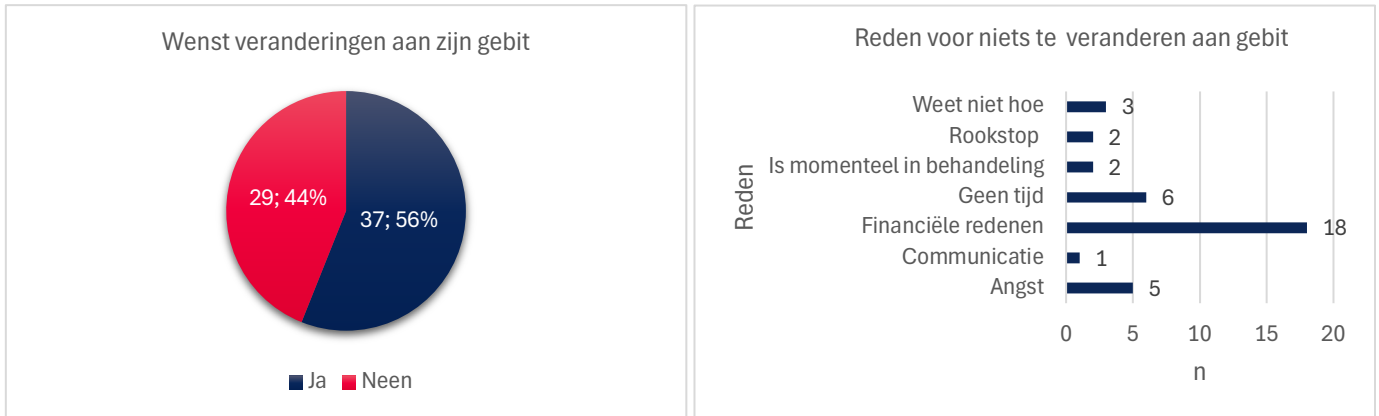 Wenst veranderingen aan zijn gebit
29; 44%
37; 56%
Ja
Neen
Reden voor niets te veranderen aan gebit
Reden
Weet niet hoe 3
Rookstop 2
Is momenteel in behandeling 2
Geen tijd 6
Financiële redenen 18
Communicatie 1
Angst 5
0 5 10 15 20
n